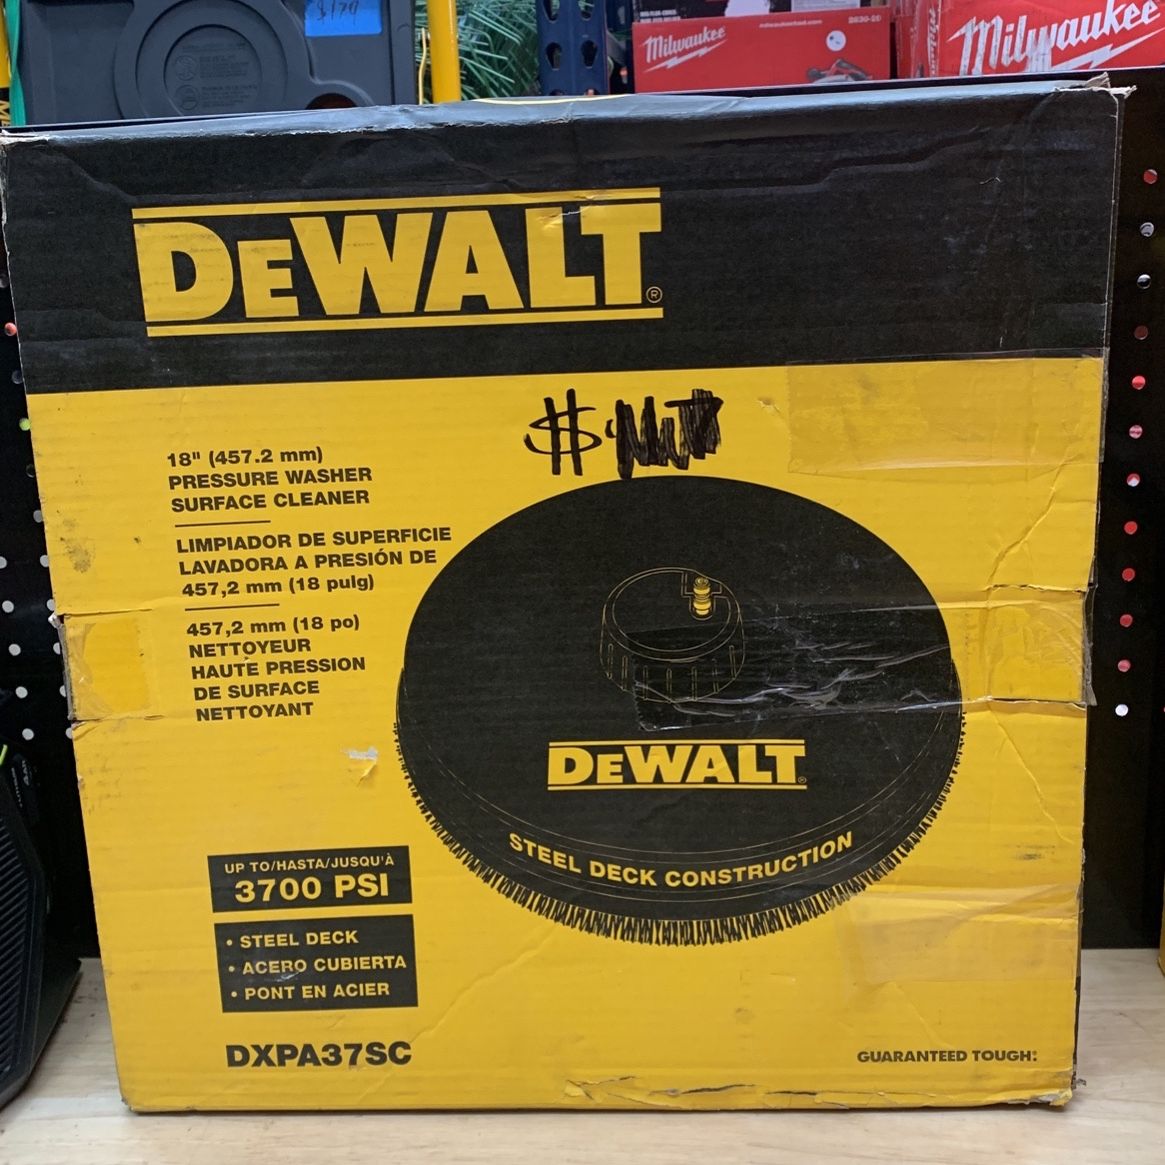 $179
Milwaukee
Milwaukee
DEWALT®
$
18" (457.2 mm)
PRESSURE WASHER
SURFACE CLEANER
LIMPIADOR DE SUPERFICIE
LAVADORA A PRESIÓN DE
457,2 mm (18 pulg)
457,2 mm (18 po)
NETTOYEUR
HAUTE PRESSION
DE SURFACE
NETTOYANT
DEWALT®
STEEL DECK CONSTRUCTION
UP TO/HASTA/JUSQU'À
3700 PSI
• STEEL DECK
• ACERO CUBIERTA
• PONT EN ACIER
DXPA37SC
GUARANTEED TOUGH: